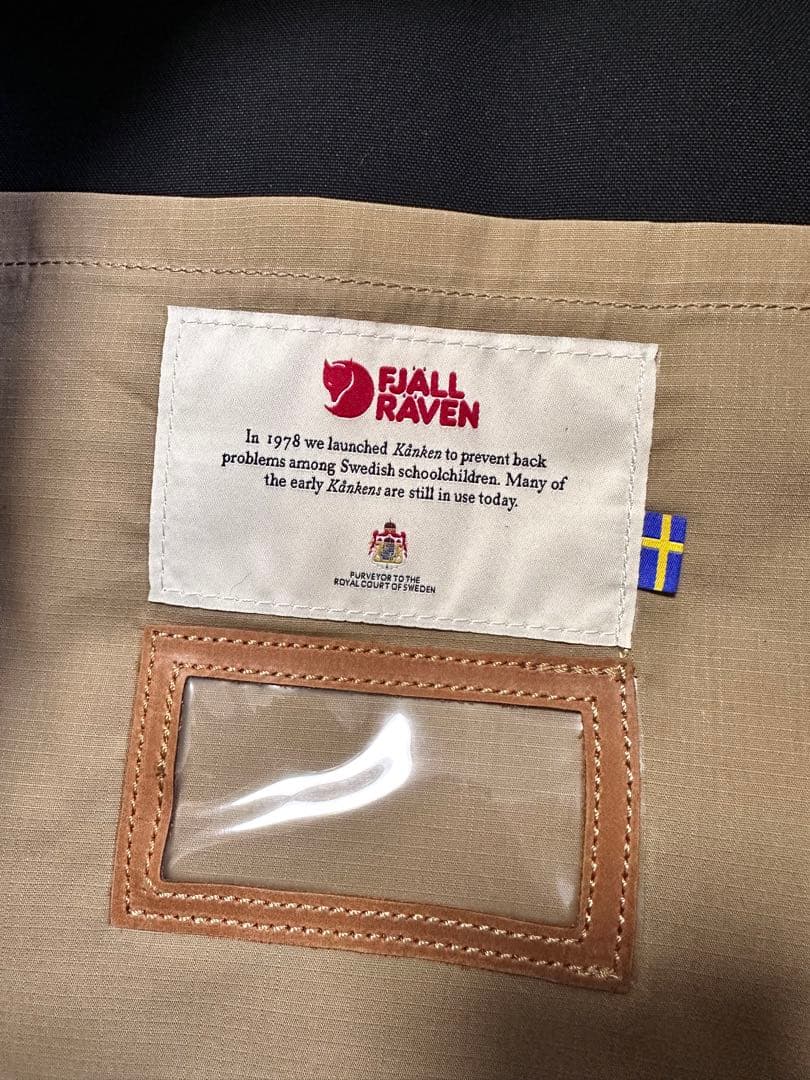 FJÄLL
RÄVEN
In 1978 we launched Kånken to prevent back
problems among Swedish schoolchildren. Many of
the early Kånkens are still in use today.
PURVEYOR TO THE
ROYAL COURT OF SWEDEN